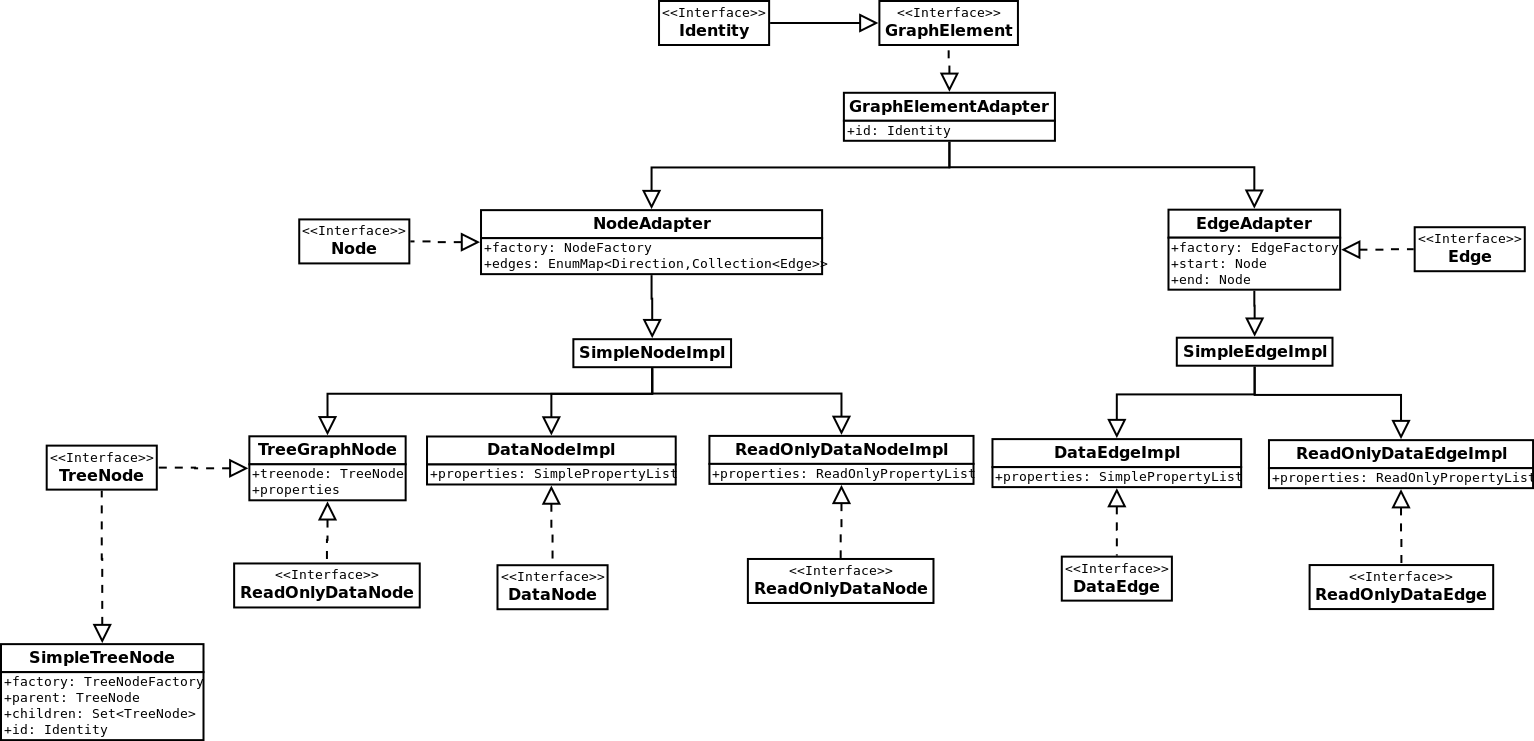 <<Interface>>
Identity
<<Interface>>
GraphElement
GraphElementAdapter
+id: Identity
<<Interface>>
Node
NodeAdapter
+factory: NodeFactory
+edges: EnumMap<Direction,Collection<Edge>>
EdgeAdapter
+factory: EdgeFactory
+start: Node
+end: Node
<<Interface>>
Edge
SimpleNodeImpl
SimpleEdgeImpl
<<Interface>>
TreeNode
TreeGraphNode
+treenode: TreeNode
+properties
DataNodeImpl
+properties: SimplePropertyList
ReadOnlyDataNodeImpl
+properties: ReadOnlyPropertyList
DataEdgeImpl
+properties: SimplePropertyList
ReadOnlyDataEdgeImpl
+properties: ReadOnlyPropertyList
<<Interface>>
ReadOnlyDataNode
<<Interface>>
DataNode
<<Interface>>
ReadOnlyDataNode
<<Interface>>
DataEdge
<<Interface>>
ReadOnlyDataEdge
SimpleTreeNode
+factory: TreeNodeFactory
+parent: TreeNode
+children: Set<TreeNode>
+id: Identity